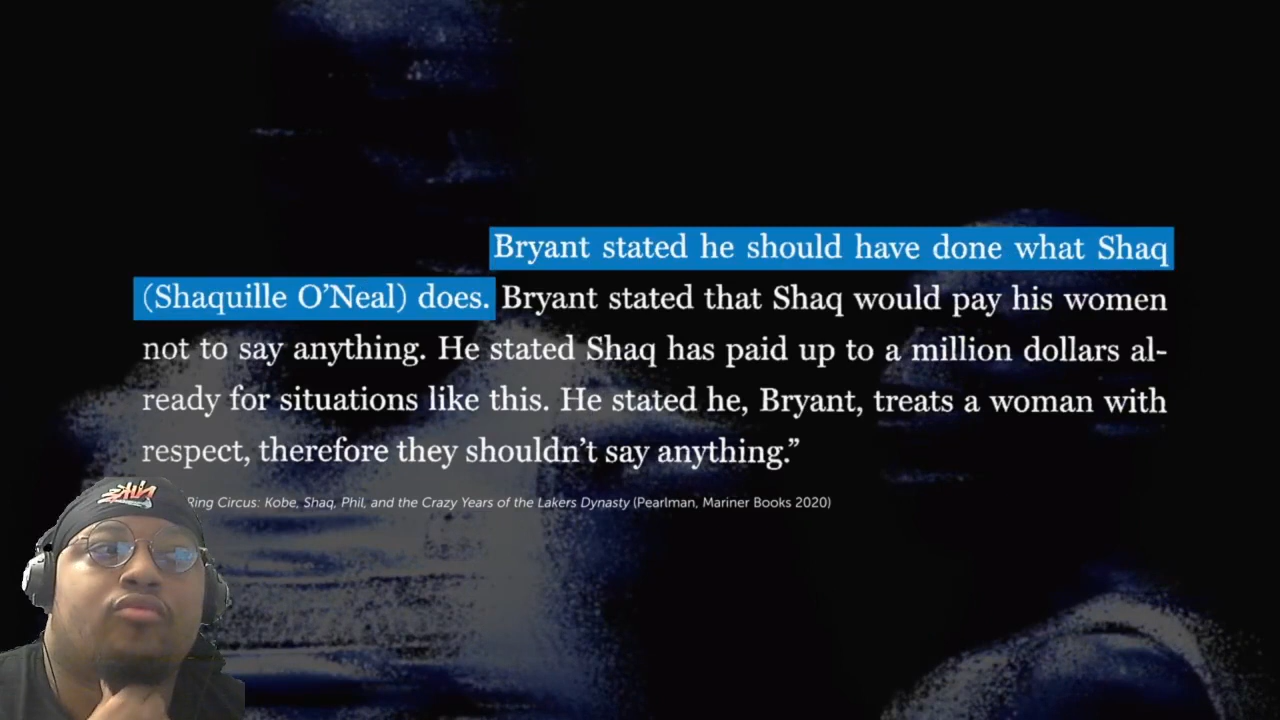 Bryant stated he should have done what Shaq
(Shaquille O’Neal) does. Bryant stated that Shaq would pay his women
not to say anything. He stated Shaq has paid up to a million dollars al-
ready for situations like this. He stated he, Bryant, treats a woman with
respect, therefore they shouldn’t say anything.”
Ring Circus: Kobe, Shaq, Phil, and the Crazy Years of the Lakers Dynasty (Pearlman, Mariner Books 2020)